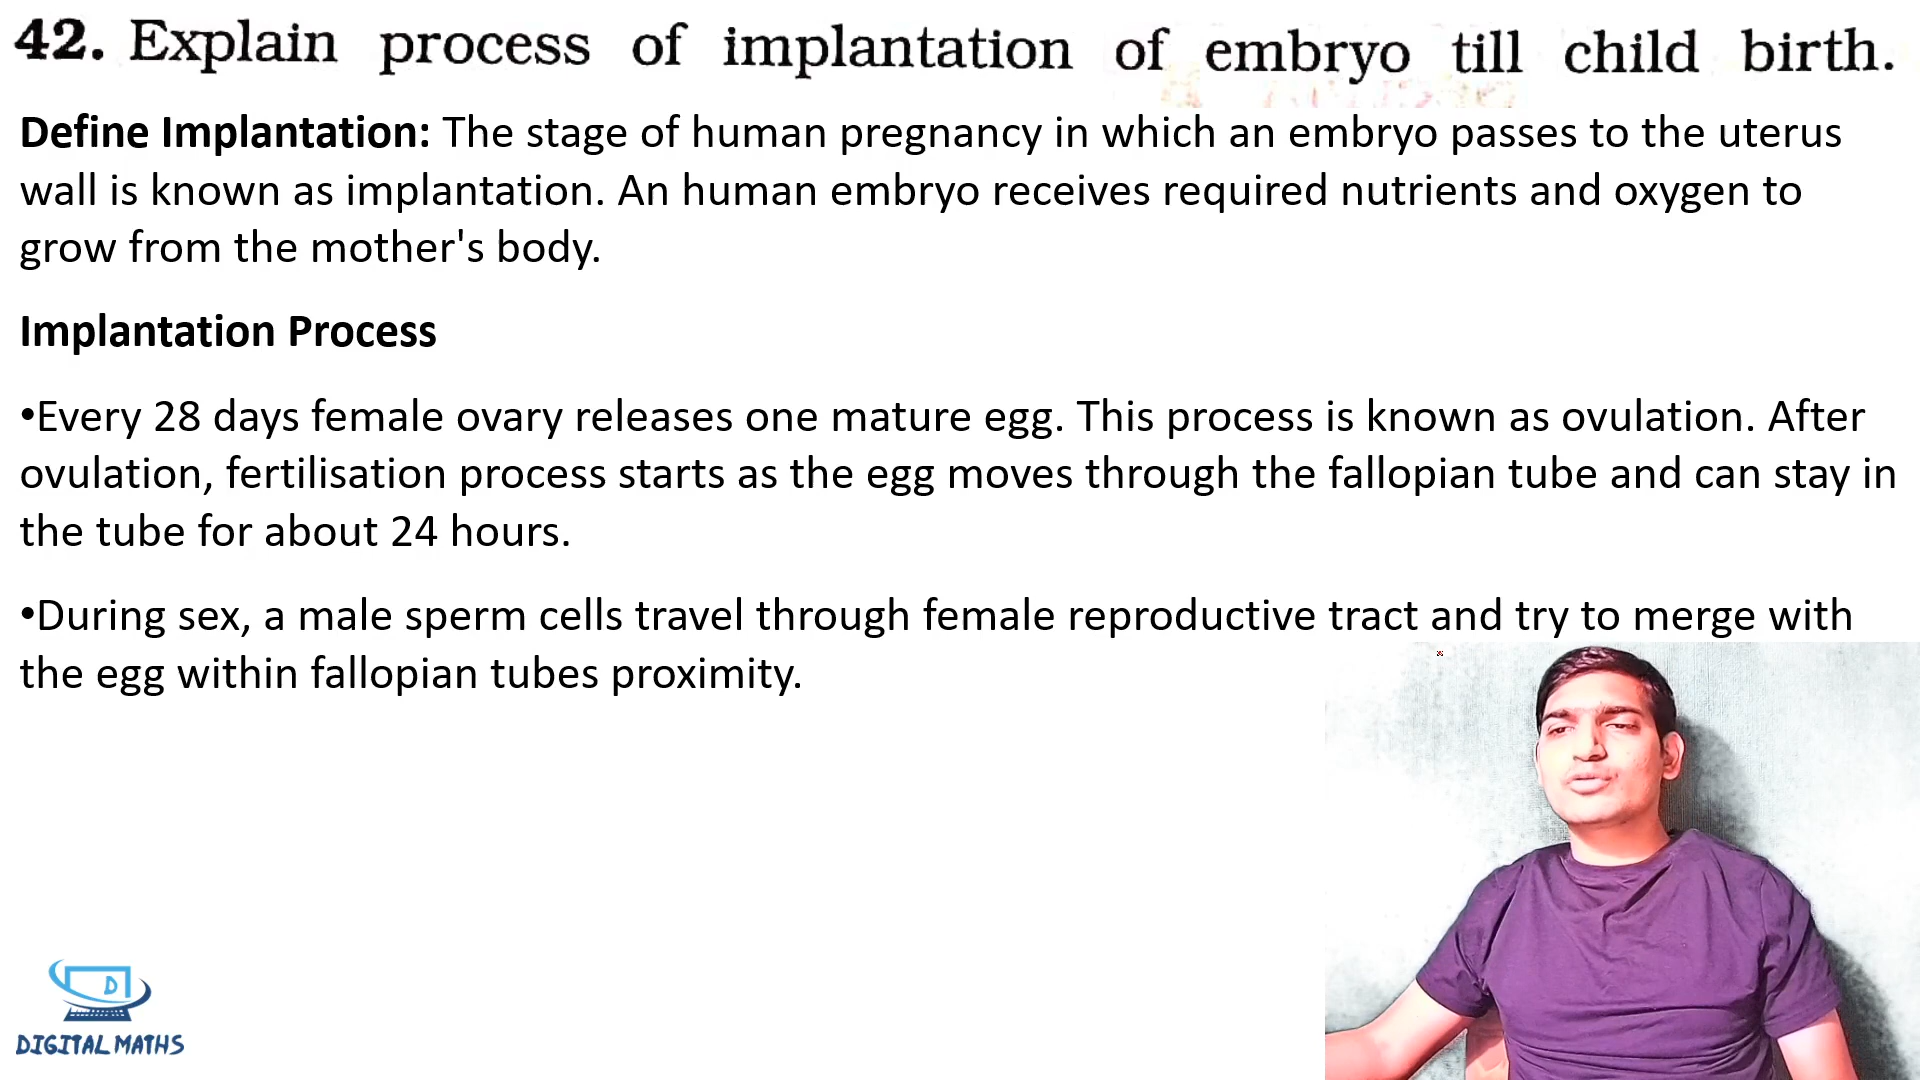 42. Explain process of implantation of embryo till child birth.
Define Implantation: The stage of human pregnancy in which an embryo passes to the uterus
wall is known as implantation. An human embryo receives required nutrients and oxygen to
grow from the mother's body.
Implantation Process
•Every 28 days female ovary releases one mature egg. This process is known as ovulation. After
ovulation, fertilisation process starts as the egg moves through the fallopian tube and can stay in
the tube for about 24 hours.
•During sex, a male sperm cells travel through female reproductive tract and try to merge with
the egg within fallopian tubes proximity.
D
DIGITAL MATHS